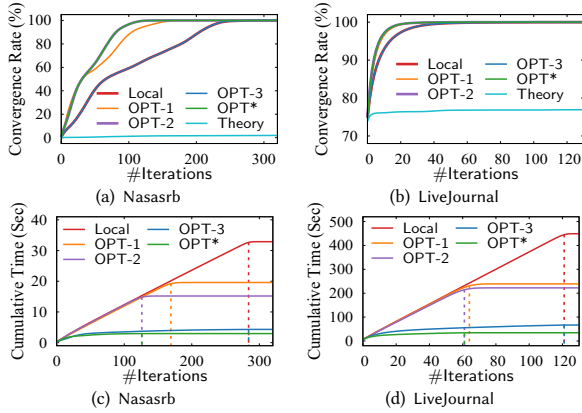 Convergence Rate (%)
100
80
60
40
20
0
Local
OPT-1
OPT-2
OPT-3
OPT*
Theory
0
100
200
300
#Iterations
(a) Nasasrb
Convergence Rate (%)
100
90
80
70
Local
OPT-1
OPT-2
OPT-3
OPT*
Theory
0
20
40
60
80
100
120
#Iterations
(b) LiveJournal
Cumulative Time (Sec)
40
30
20
10
0
Local
OPT-1
OPT-2
OPT-3
OPT*
0
100
200
300
#Iterations
(c) Nasasrb
Cumulative Time (Sec)
500
400
300
200
100
0
Local
OPT-1
OPT-2
OPT-3
OPT*
0
20
40
60
80
100
120
#Iterations
(d) LiveJournal